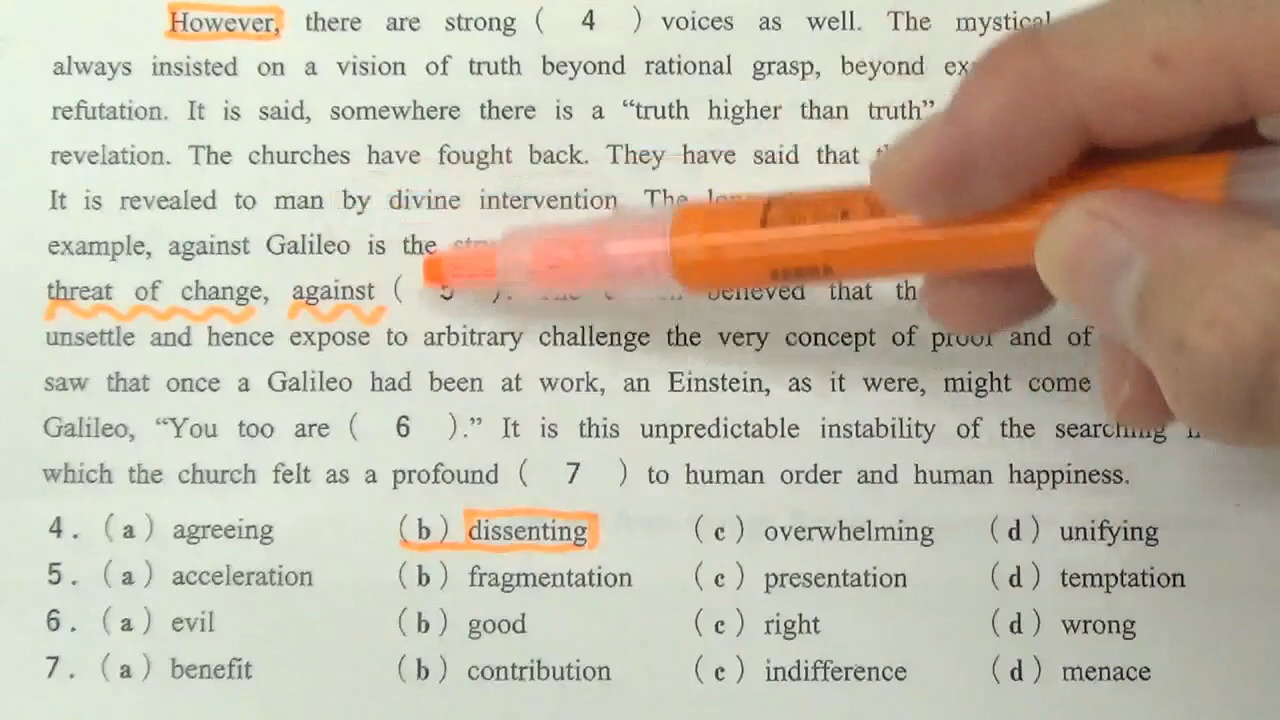 However, there are strong ( 4 ) voices as well. The mystical
always insisted on a vision of truth beyond rational grasp, beyond
refutation. It is said, somewhere there is a “truth higher than truth”
revelation. The churches have fought back. They have said that
It is revealed to man by divine intervention. The
example, against Galileo is the
threat of change, against ( 5 ). believed that
unsettle and hence expose to arbitrary challenge the very concept of proof and of
saw that once a Galileo had been at work, an Einstein, as it were, might come
Galileo, “You too are ( 6 ).” It is this unpredictable instability of the searching
which the church felt as a profound ( 7 ) to human order and human happiness.
4. (a) agreeing (b) dissenting (c) overwhelming (d) unifying
5. (a) acceleration (b) fragmentation (c) presentation (d) temptation
6. (a) evil (b) good (c) right (d) wrong
7. (a) benefit (b) contribution (c) indifference (d) menace